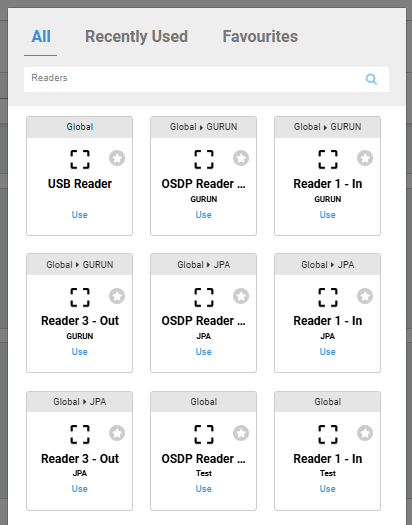 All Recently Used Favourites
Readers
Global
USB Reader
Use
Global ▸ GURUN
OSDP Reader ...
GURUN
Use
Global ▸ GURUN
Reader 1 - In
GURUN
Use
Global ▸ GURUN
Reader 3 - Out
GURUN
Use
Global ▸ JPA
OSDP Reader ...
JPA
Use
Global ▸ JPA
Reader 1 - In
JPA
Use
Global ▸ JPA
Reader 3 - Out
JPA
Use
Global
OSDP Reader ...
Test
Use
Global
Reader 1 - In
Test
Use